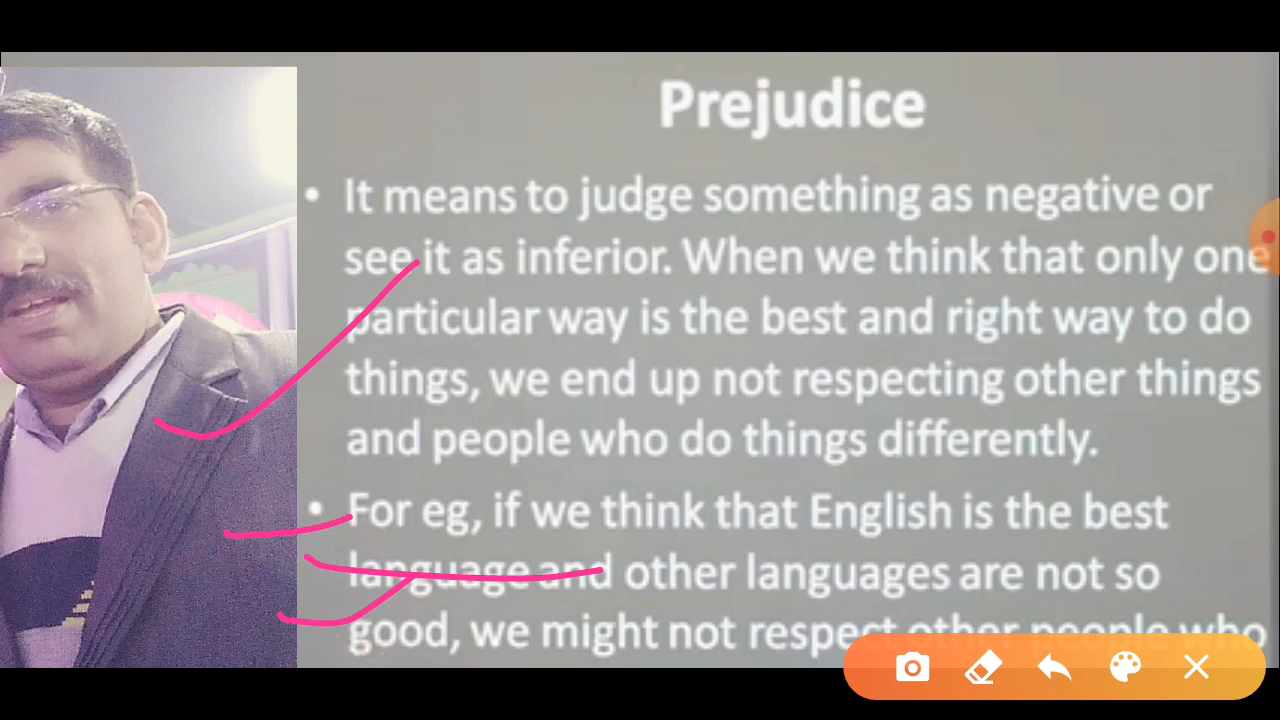 Prejudice
• It means to judge something as negative or
see it as inferior. When we think that only one
particular way is the best and right way to do
things, we end up not respecting other things
and people who do things differently.
• For eg, if we think that English is the best
language and other languages are not so
good, we might not respect other people who